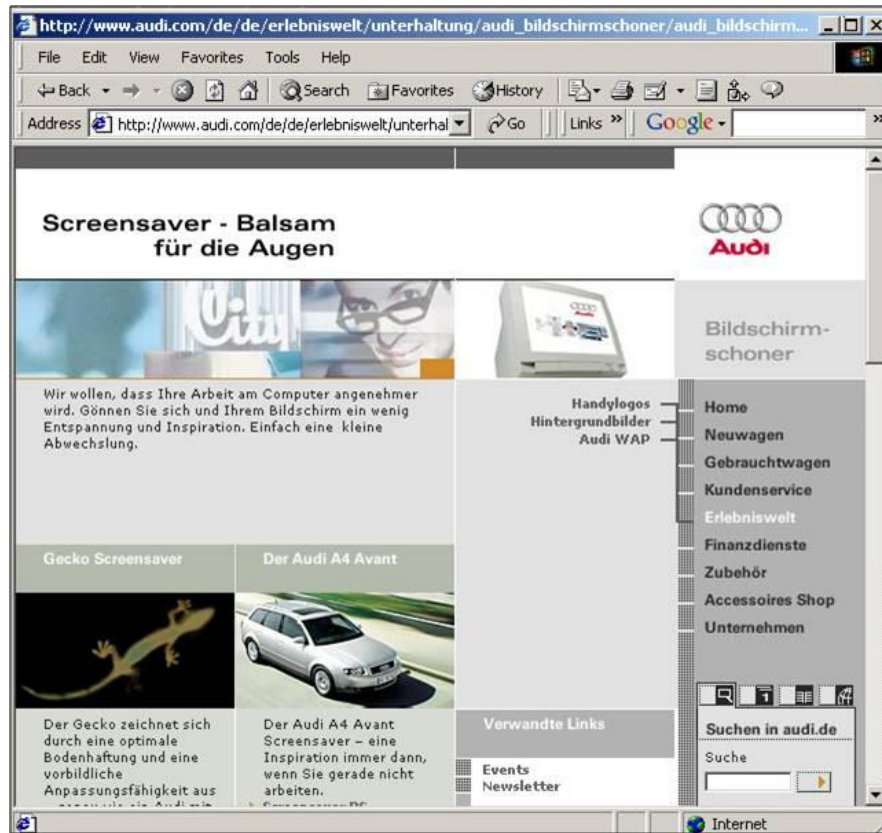 http://www.audi.com/de/de/erlebniswelt/unterhaltung/audi_bildschirmschoner/audi_bildschirm...
File Edit View Favorites Tools Help
Back Search Favorites History
Address http://www.audi.com/de/de/erlebniswelt/unterhal Go Links » Google »
Screensaver - Balsam
für die Augen
Audi
City
Audi
Bildschirm-
schoner
Wir wollen, dass Ihre Arbeit am Computer angenehmer
wird. Gönnen Sie sich und Ihrem Bildschirm ein wenig
Entspannung und Inspiration. Einfach eine kleine
Abwechslung.
Handylogos
Hintergrundbilder
Audi WAP
Home
Neuwagen
Gebrauchtwagen
Kundenservice
Erlebniswelt
Finanzdienste
Zubehör
Accessoires Shop
Unternehmen
Gecko Screensaver
Der Gecko zeichnet sich
durch eine optimale
Bodenhaftung und eine
vorbildliche
Anpassungsfähigkeit aus
Der Audi A4 Avant
Der Audi A4 Avant
Screensaver – eine
Inspiration immer dann,
wenn Sie gerade nicht
arbeiten.
Verwandte Links
Events
Newsletter
Suchen in audi.de
Suche
Internet